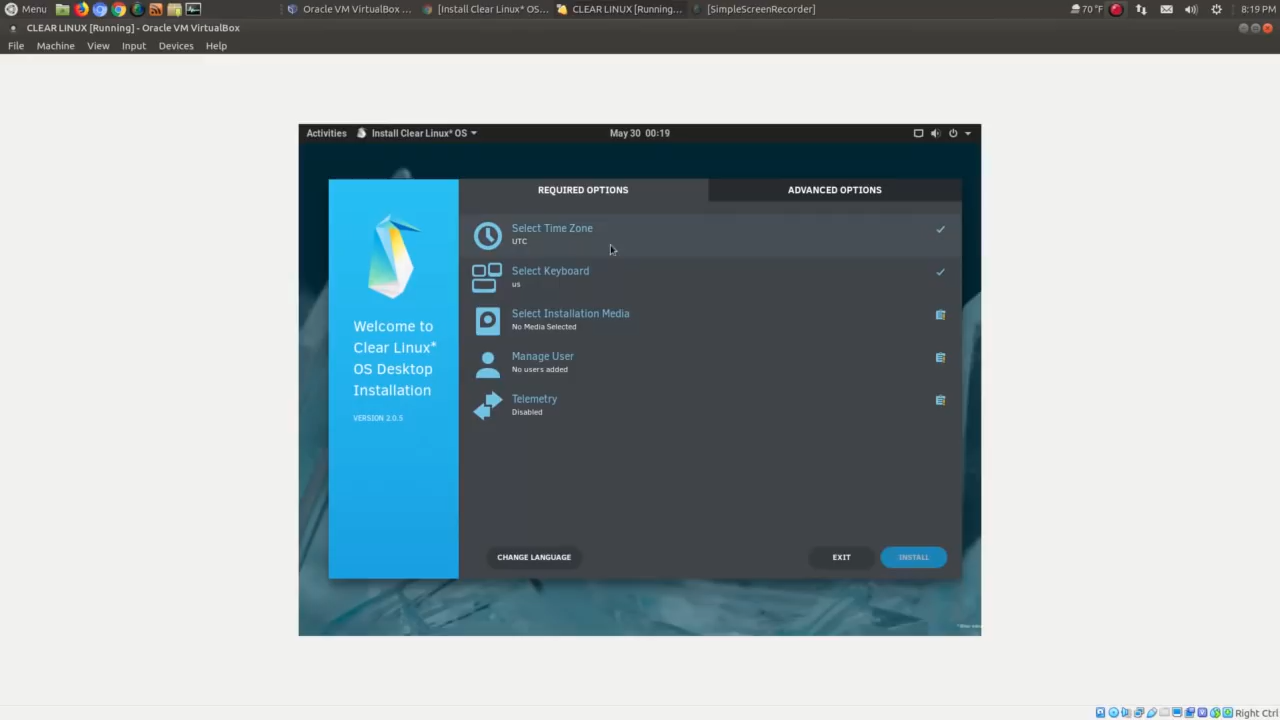 Menu
Oracle VM VirtualBox ...
[Install Clear Linux* OS...
CLEAR LINUX [Running...
[SimpleScreenRecorder]
70 °F
8:19 PM
CLEAR LINUX [Running] - Oracle VM VirtualBox
File Machine View Input Devices Help
Activities Install Clear Linux* OS May 30 00:19
REQUIRED OPTIONS ADVANCED OPTIONS
Select Time Zone
UTC
Select Keyboard
us
Select Installation Media
No Media Selected
Manage User
No users added
Telemetry
Disabled
Welcome to
Clear Linux*
OS Desktop
Installation
VERSION 2.0.5
CHANGE LANGUAGE EXIT INSTALL
Right Ctrl